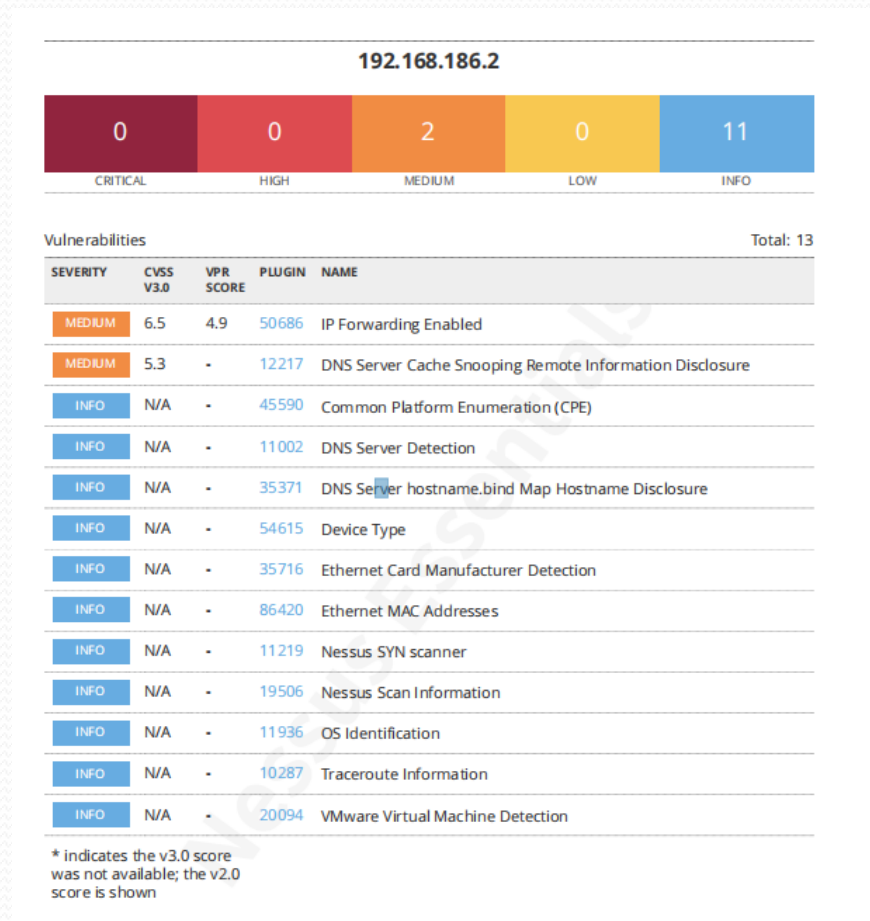 192.168.186.2
0 0 2 0 11
CRITICAL HIGH MEDIUM LOW INFO
Vulnerabilities Total: 13
SEVERITY CVSS V3.0 VPR SCORE PLUGIN NAME
MEDIUM 6.5 4.9 50686 IP Forwarding Enabled
MEDIUM 5.3 - 12217 DNS Server Cache Snooping Remote Information Disclosure
INFO N/A - 45590 Common Platform Enumeration (CPE)
INFO N/A - 11002 DNS Server Detection
INFO N/A - 35371 DNS Server hostname.bind Map Hostname Disclosure
INFO N/A - 54615 Device Type
INFO N/A - 35716 Ethernet Card Manufacturer Detection
INFO N/A - 86420 Ethernet MAC Addresses
INFO N/A - 11219 Nessus SYN scanner
INFO N/A - 19506 Nessus Scan Information
INFO N/A - 11936 OS Identification
INFO N/A - 10287 Traceroute Information
INFO N/A - 20094 VMware Virtual Machine Detection
* indicates the v3.0 score
was not available; the v2.0
score is shown
Nessus Essentials